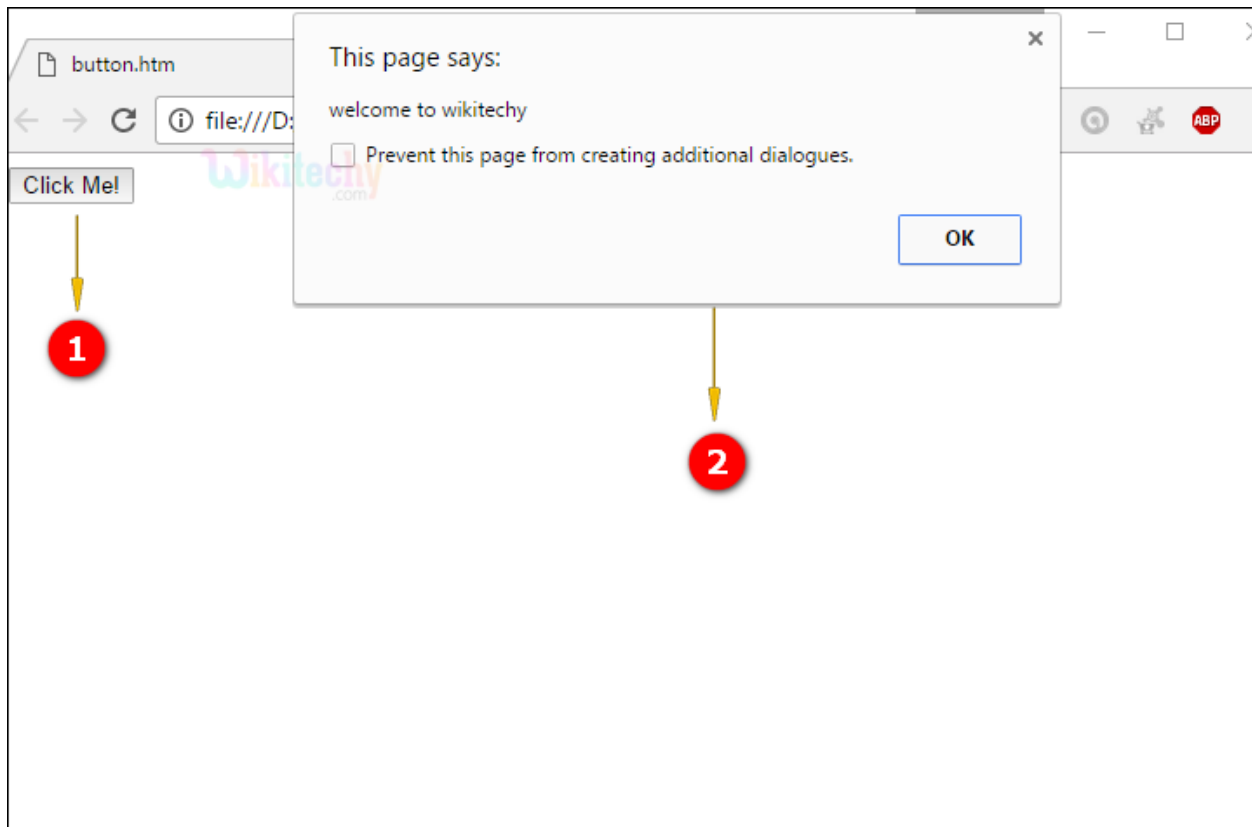 This page says:
button.htm
welcome to wikitechy
file:///D:
ABP
Prevent this page from creating additional dialogues.
Wikitechy
.com
Click Me!
OK
1
2